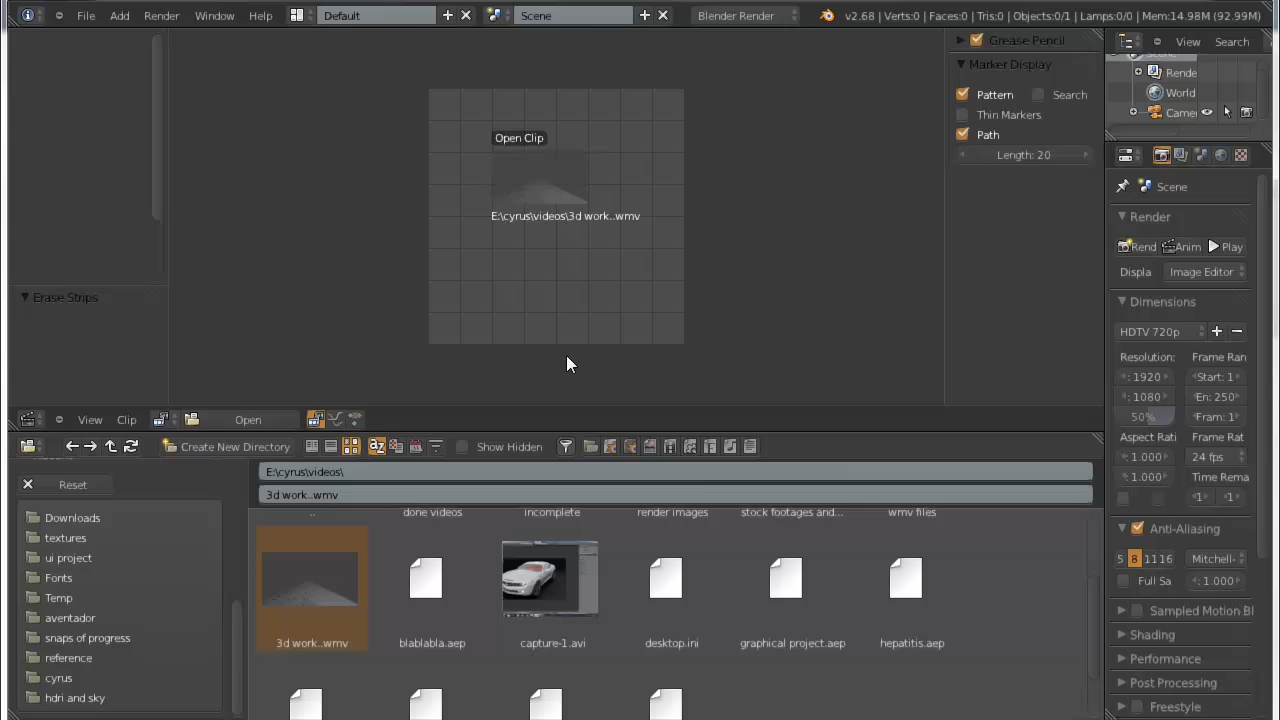 File Add Render Window Help Default Scene Blender Render v2.68 | Verts:0 | Faces:0 | Tris:0 | Objects:0/1 | Lamps:0/0 | Mem:14.98M (92.99M)
Grease Pencil
View Search
Marker Display
Rende
Pattern Search
World
Thin Markers
Came
Path
Length: 20
Open Clip
E:\cyrus\videos\3d work..wmv
Scene
Render
Rend Anim Play
Displa Image Editor
Erase Strips
Dimensions
HDTV 720p
Resolution: Frame Ran
: 1920 Start: 1
: 1080 En: 250
50% Fram: 1
View Clip Open
Aspect Rati Frame Rat
: 1.000 24 fps
: 1.000 Time Rema
1 1
Create New Directory Show Hidden
E:\cyrus\videos\
Reset
3d work..wmv
.. done videos incomplete render images stock footages and... wmv files
Downloads
textures
ui project
Fonts
Temp
aventador
snaps of progress
reference
cyrus
hdri and sky
3d work..wmv blablabla.aep capture-1.avi desktop.ini graphical project.aep hepatitis.aep
Anti-Aliasing
5 8 11 16 Mitchell-
Full Sa : 1.000
Sampled Motion Bl
Shading
Performance
Post Processing
Freestyle